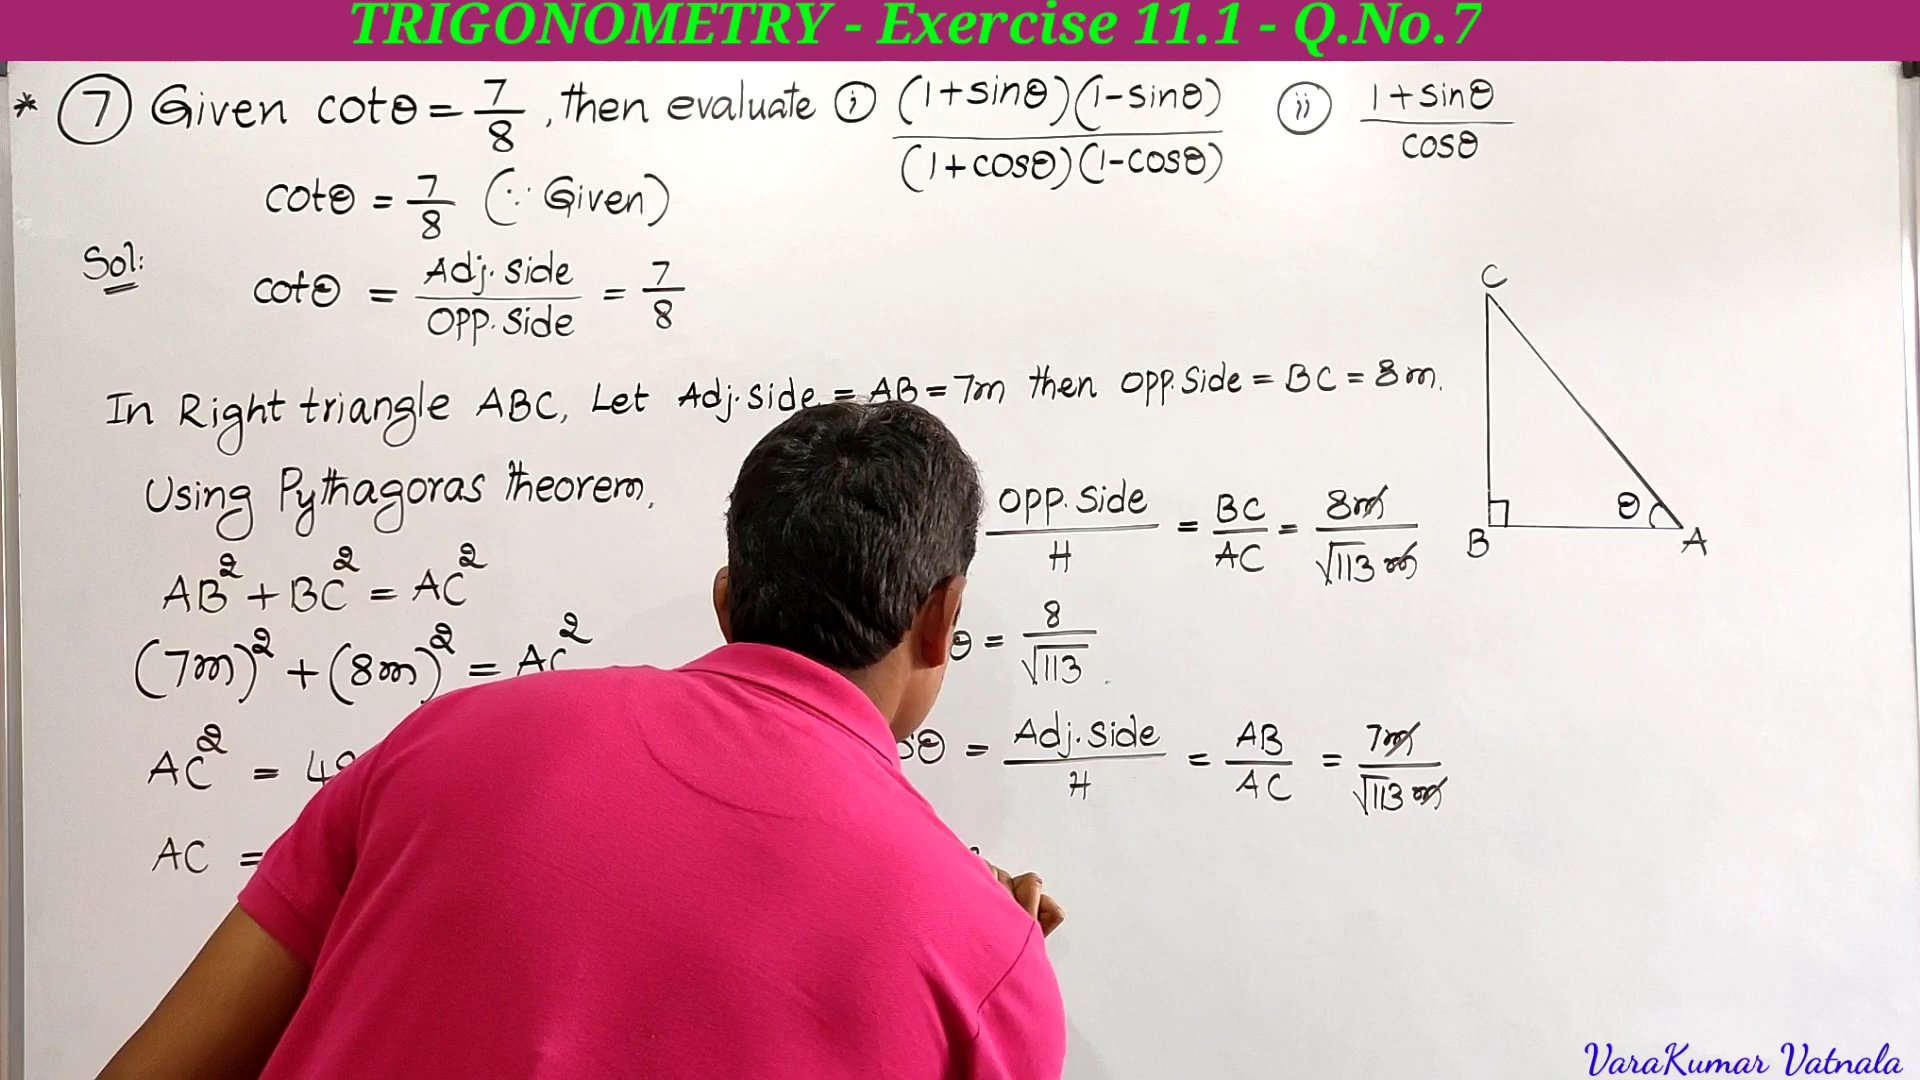 TRIGONOMETRY - Exercise 11.1 - Q.No.7
* 7 Given cotθ = 7/8, then evaluate i (1+sinθ)(1-sinθ)/(1+cosθ)(1-cosθ) ii 1+sinθ/cosθ
cotθ = 7/8 (∵ Given)
Sol:
cotθ = Adj. side/Opp. Side = 7/8
In Right triangle ABC, Let Adj. side = AB = 7m then opp. Side = BC = 8m.
Using Pythagoras theorem,
AB² + BC² = AC²
(7m)² + (8m)² = AC²
AC² = 49
AC =
Opp. Side/H = BC/AC = 8m/√113 m
θ = 8/√113
sθ = Adj. Side/H = AB/AC = 7m/√113 m
C
B
θ
A
VaraKumar Vatnala